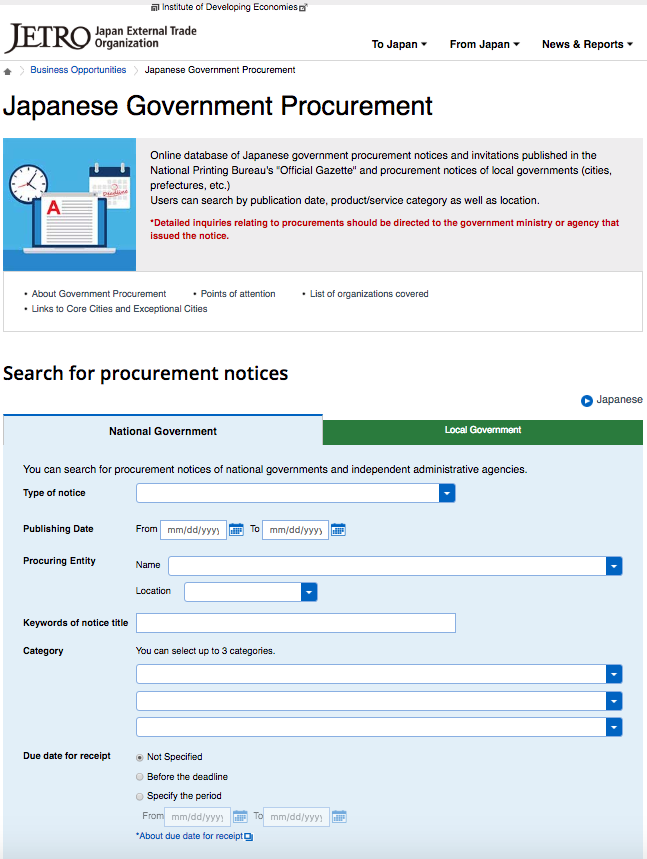 Institute of Developing Economies
JETRO Japan External Trade Organization
To Japan From Japan News & Reports
Business Opportunities Japanese Government Procurement
Japanese Government Procurement
Deadline
A
Online database of Japanese government procurement notices and invitations published in the
National Printing Bureau's "Official Gazette" and procurement notices of local governments (cities,
prefectures, etc.)
Users can search by publication date, product/service category as well as location.
*Detailed inquiries relating to procurements should be directed to the government ministry or agency that
issued the notice.
• About Government Procurement • Points of attention • List of organizations covered
• Links to Core Cities and Exceptional Cities
Search for procurement notices
Japanese
National Government Local Government
You can search for procurement notices of national governments and independent administrative agencies.
Type of notice
Publishing Date From mm/dd/yyyy To mm/dd/yyyy
Procuring Entity Name
Location
Keywords of notice title
Category You can select up to 3 categories.
Due date for receipt Not Specified
Before the deadline
Specify the period
From mm/dd/yyyy To mm/dd/yyyy
*About due date for receipt